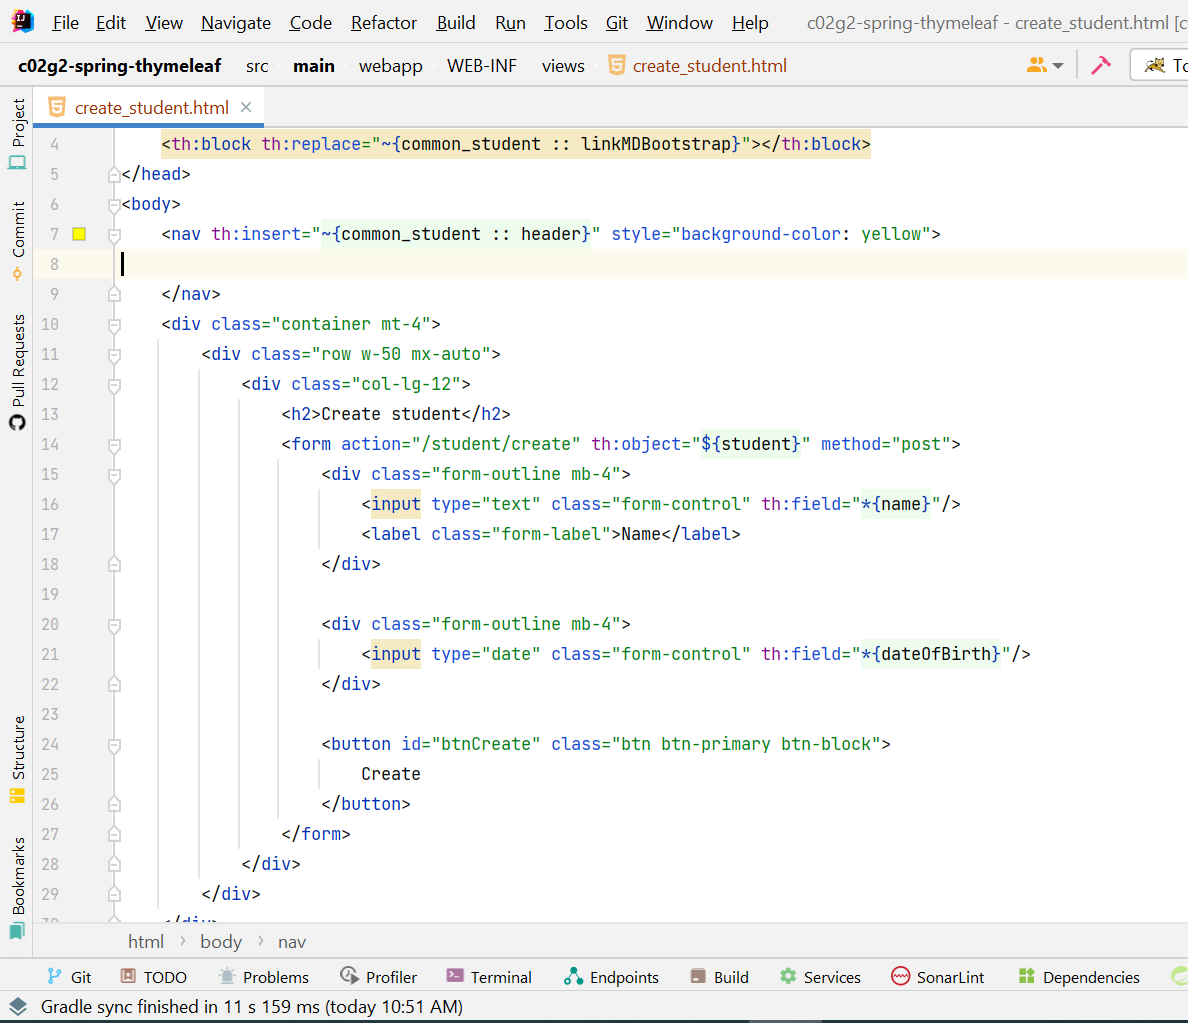 File Edit View Navigate Code Refactor Build Run Tools Git Window Help c02g2-spring-thymeleaf - create_student.html [c
c02g2-spring-thymeleaf src main webapp WEB-INF views create_student.html To
create_student.html
Project
Commit
Pull Requests
Structure
Bookmarks
4 <th:block th:replace="~{common_student :: linkMDBootstrap}"></th:block>
5 </head>
6 <body>
7 <nav th:insert="~{common_student :: header}" style="background-color: yellow">
8
9 </nav>
10 <div class="container mt-4">
11 <div class="row w-50 mx-auto">
12 <div class="col-lg-12">
13 <h2>Create student</h2>
14 <form action="/student/create" th:object="${student}" method="post">
15 <div class="form-outline mb-4">
16 <input type="text" class="form-control" th:field="*{name}"/>
17 <label class="form-label">Name</label>
18 </div>
19
20 <div class="form-outline mb-4">
21 <input type="date" class="form-control" th:field="*{dateOfBirth}"/>
22 </div>
23
24 <button id="btnCreate" class="btn btn-primary btn-block">
25 Create
26 </button>
27 </form>
28 </div>
29 </div>
30 </div>
html body nav
Git TODO Problems Profiler Terminal Endpoints Build Services SonarLint Dependencies
Gradle sync finished in 11 s 159 ms (today 10:51 AM)